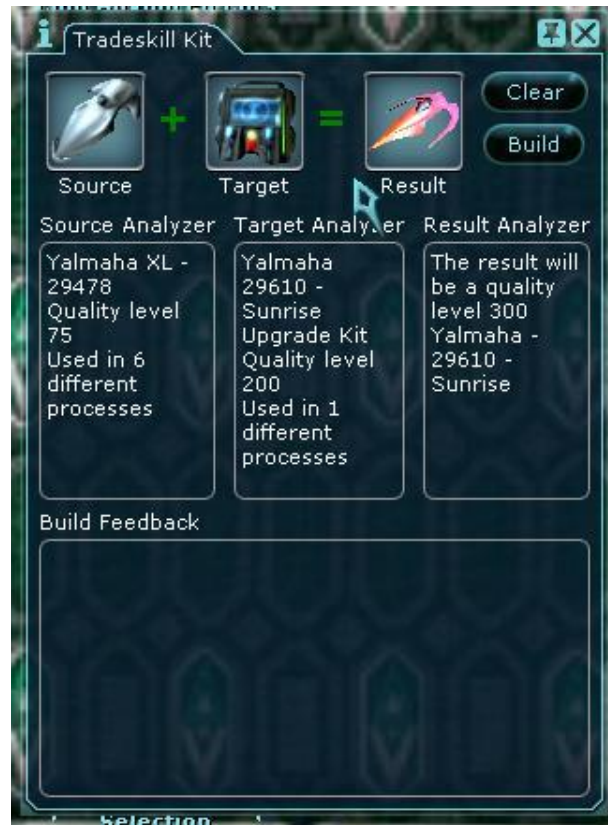 Tradeskill Kit
Clear
Build
Source
Target
Result
Source Analyzer
Target Analyzer
Result Analyzer
Yalmaha XL -
29478
Quality level
75
Used in 6
different
processes
Yalmaha
29610 -
Sunrise
Upgrade Kit
Quality level
200
Used in 1
different
processes
The result will
be a quality
level 300
Yalmaha -
29610 -
Sunrise
Build Feedback
Selection